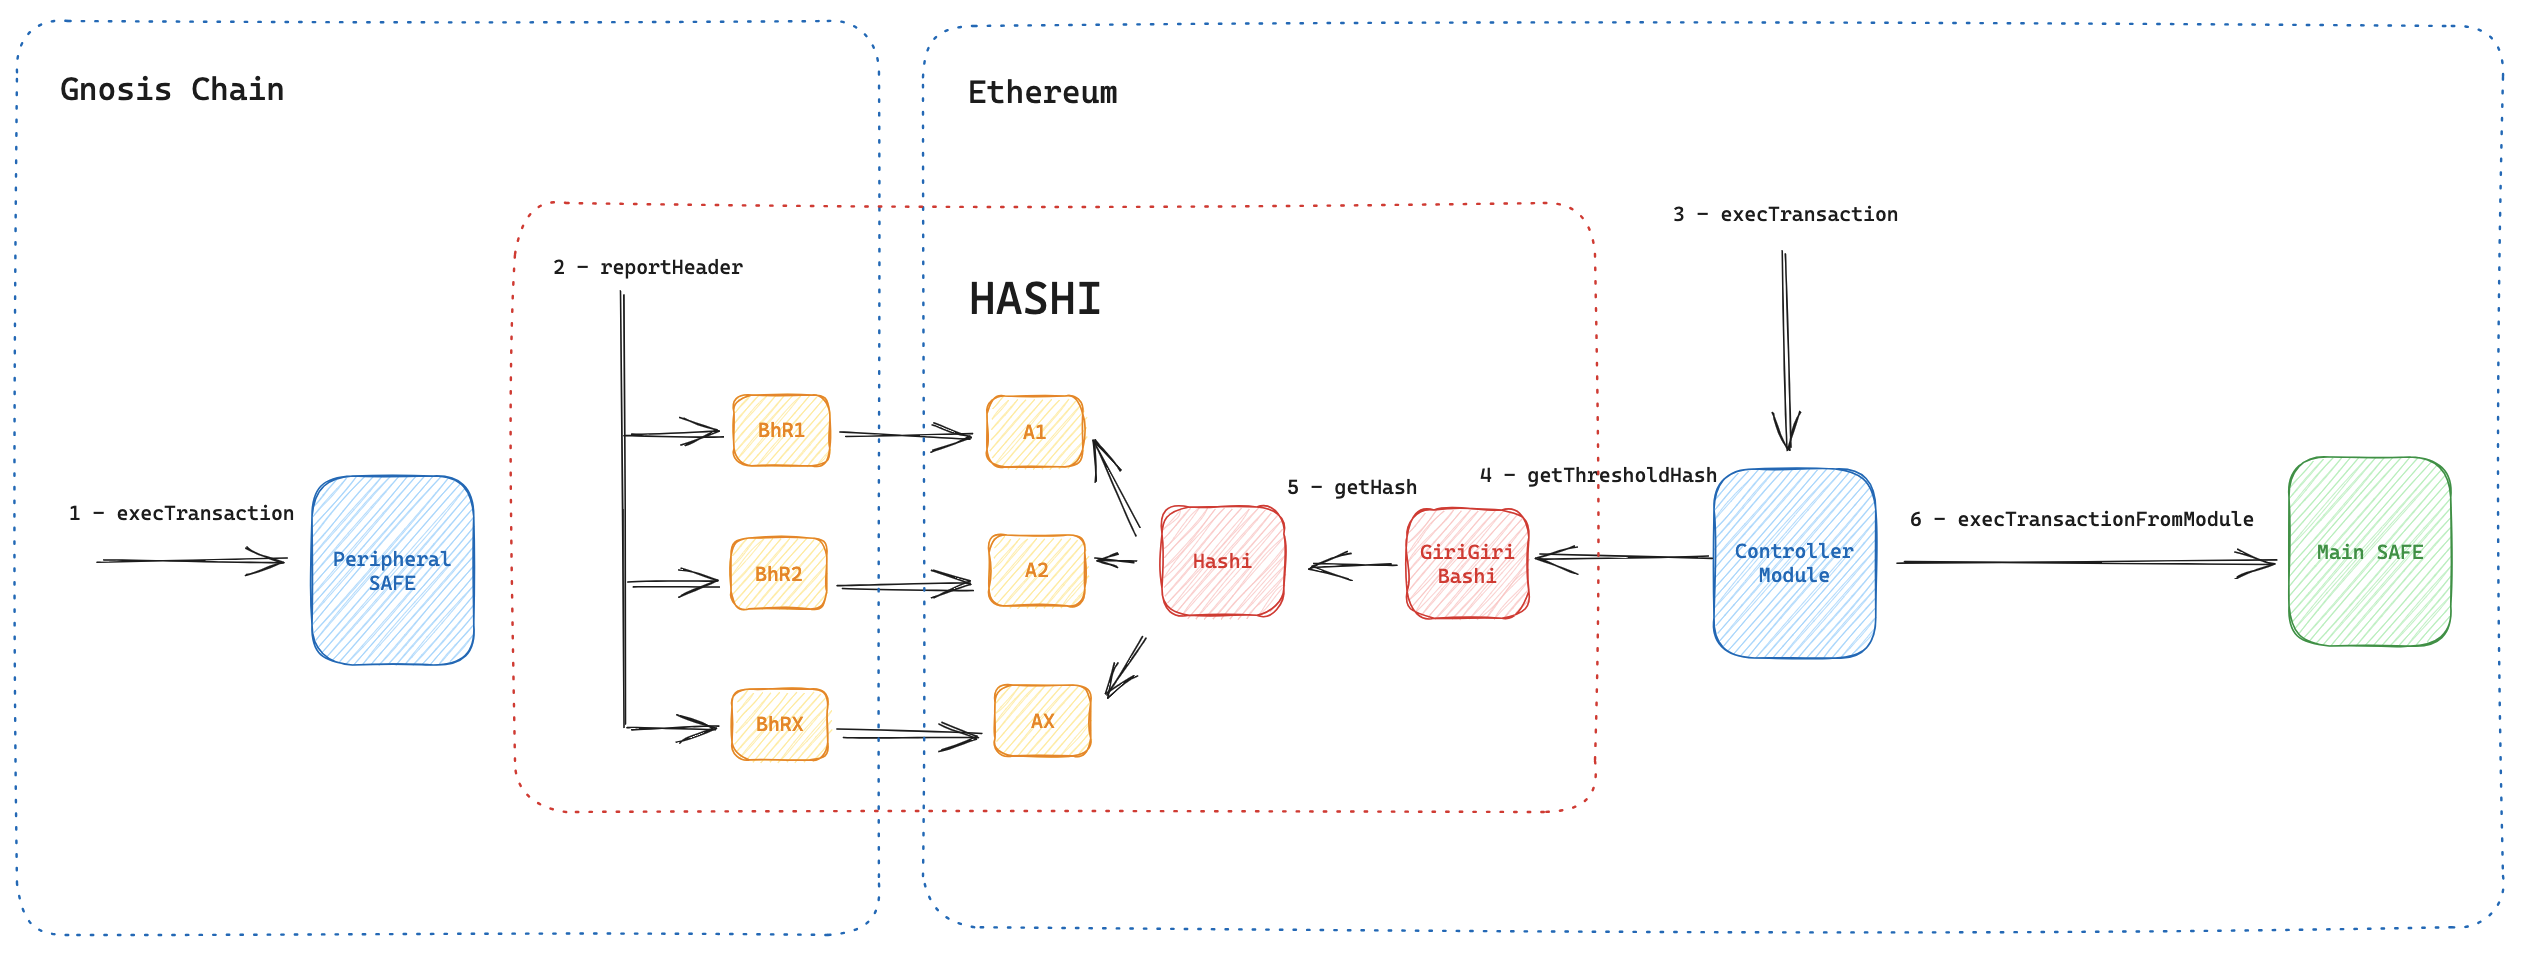 Gnosis Chain
Ethereum
3 - execTransaction
2 - reportHeader
HASHI
BhR1
A1
4 - getThresholdHash
5 - getHash
1 - execTransaction
6 - execTransactionFromModule
Peripheral
SAFE
BhR2
A2
Hashi
GiriGiri
Bashi
Controller
Module
Main SAFE
BhRX
AX